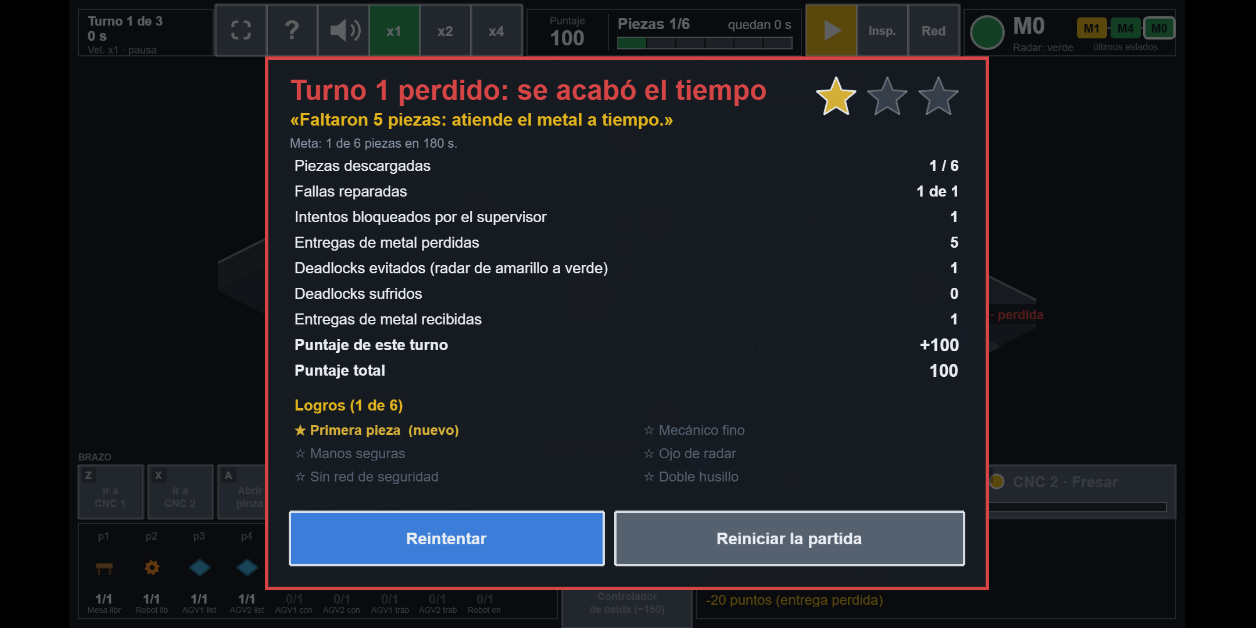 Turno 1 de 3
0 s
Vel. x1 · pausa
?
x1
x2
x4
Puntaje
100
Piezas 1/6
quedan 0 s
Insp.
Red
M0
Radar: verde
M1
M4
M0
últimos estados
Turno 1 perdido: se acabó el tiempo
«Faltaron 5 piezas: atiende el metal a tiempo.»
Meta: 1 de 6 piezas en 180 s.
Piezas descargadas 1 / 6
Fallas reparadas 1 de 1
Intentos bloqueados por el supervisor 1
Entregas de metal perdidas 5
Deadlocks evitados (radar de amarillo a verde) 1
Deadlocks sufridos 0
· perdida
Entregas de metal recibidas 1
Puntaje de este turno +100
Puntaje total 100
Logros (1 de 6)
★ Primera pieza (nuevo)
☆ Mecánico fino
☆ Manos seguras
☆ Ojo de radar
☆ Sin red de seguridad
☆ Doble husillo
BRAZO
Z
Ir a
CNC 1
X
Ir a
CNC 2
A
Abrir
pinza
CNC 2 · Fresar
Reintentar
Reiniciar la partida
p1
p2
p3
p4
1/1
1/1
1/1
1/1
0/1
0/1
0/1
0/1
0/1
Mesa libr
Robot lib
AGV1 list
AGV2 list
AGV1 con
AGV2 con
AGV1 trab
AGV2 trab
Robot en
Controlador
de celda (−150)
-20 puntos (entrega perdida)